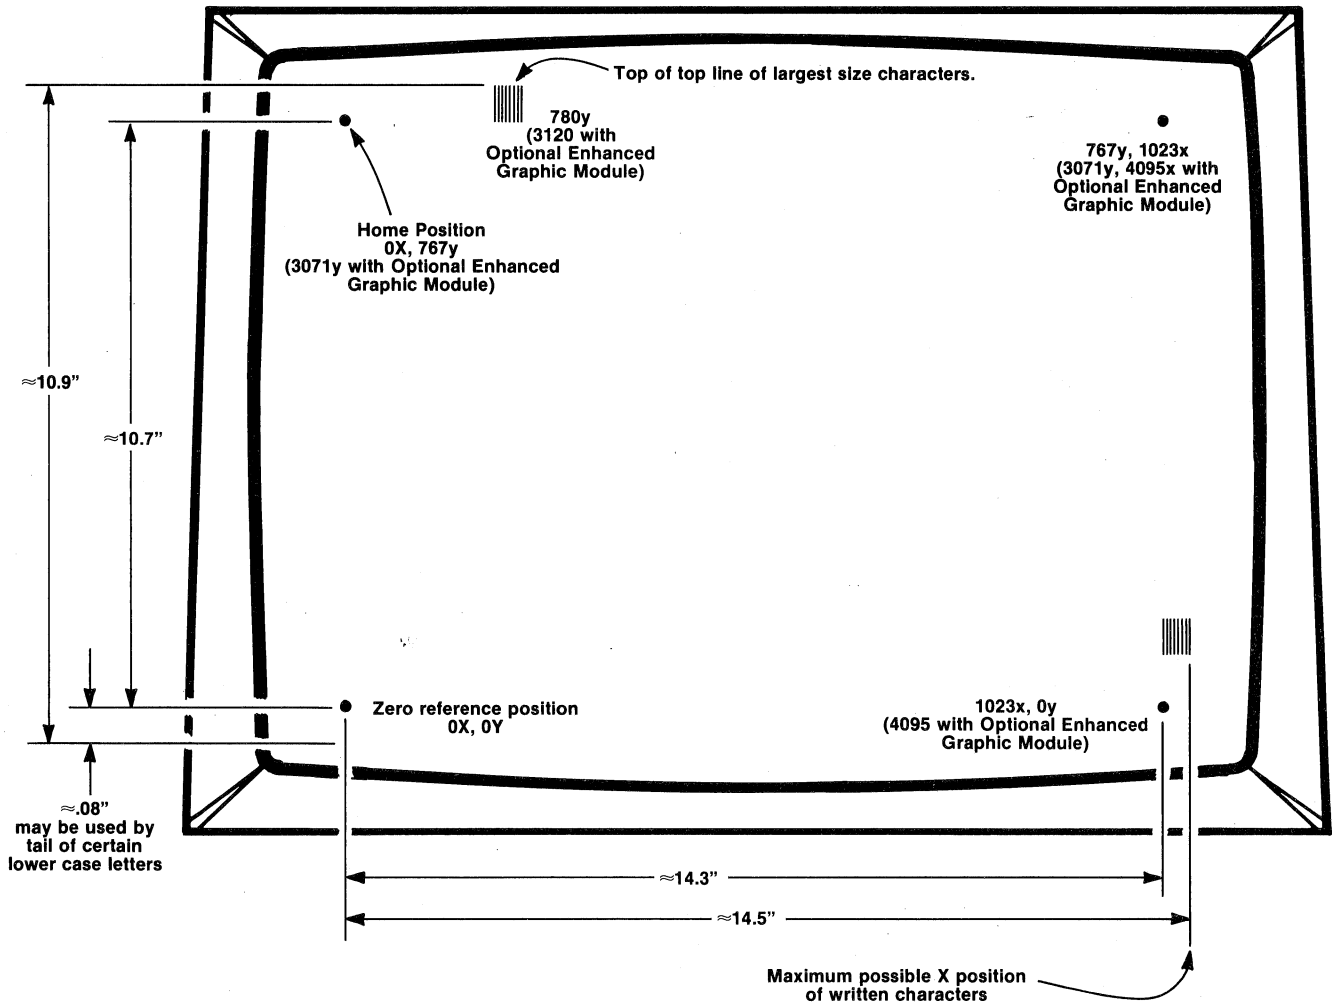 Top of top line of largest size characters.
780y
(3120 with
Optional Enhanced
Graphic Module)
767y, 1023x
(3071y, 4095x with
Optional Enhanced
Graphic Module)
Home Position
0X, 767y
(3071y with Optional Enhanced
Graphic Module)
≈10.9”
≈10.7”
Zero reference position
0X, 0Y
1023x, 0y
(4095 with Optional Enhanced
Graphic Module)
≈.08”
may be used by
tail of certain
lower case letters
≈14.3”
≈14.5”
Maximum possible X position
of written characters